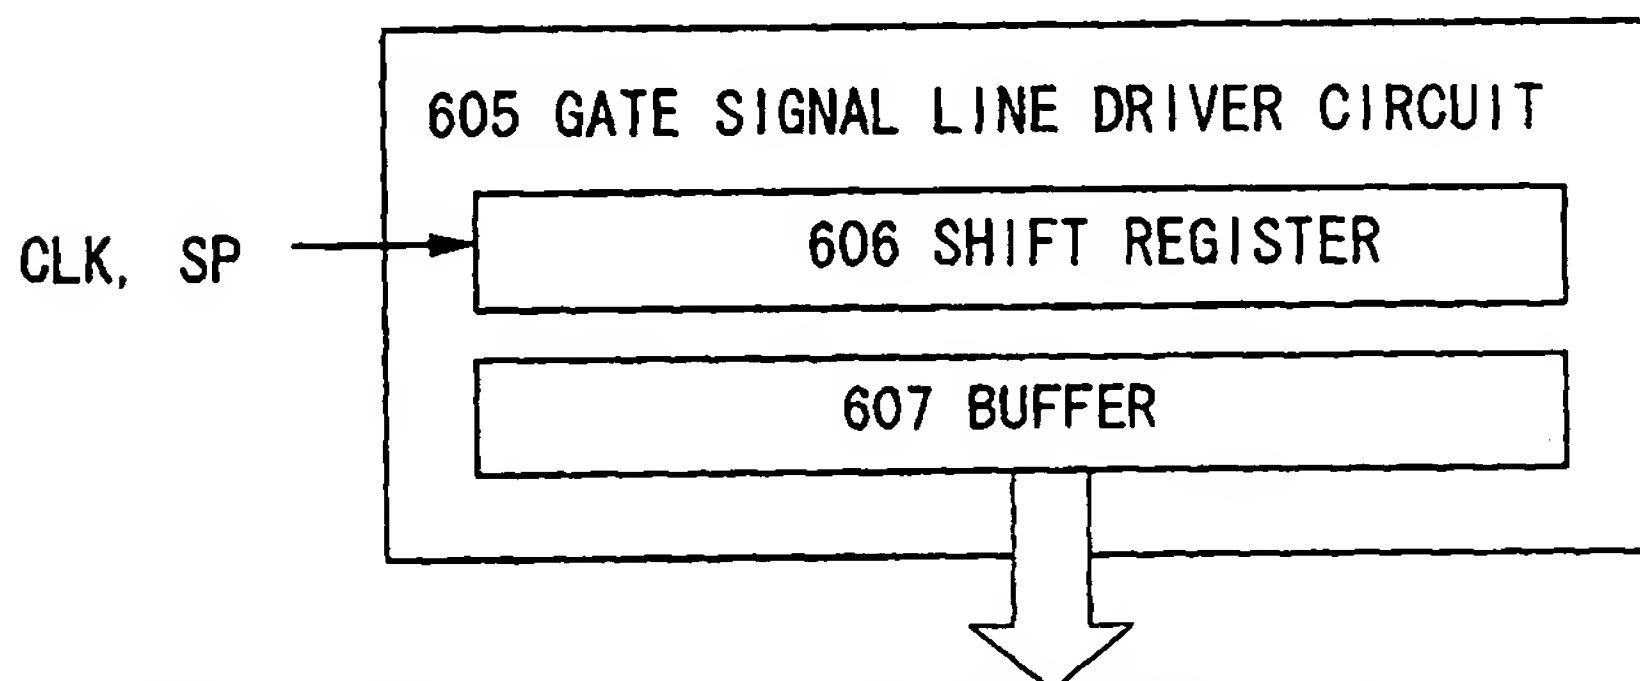 605 GATE SIGNAL LINE DRIVER CIRCUIT
CLK, SP
606 SHIFT REGISTER
607 BUFFER